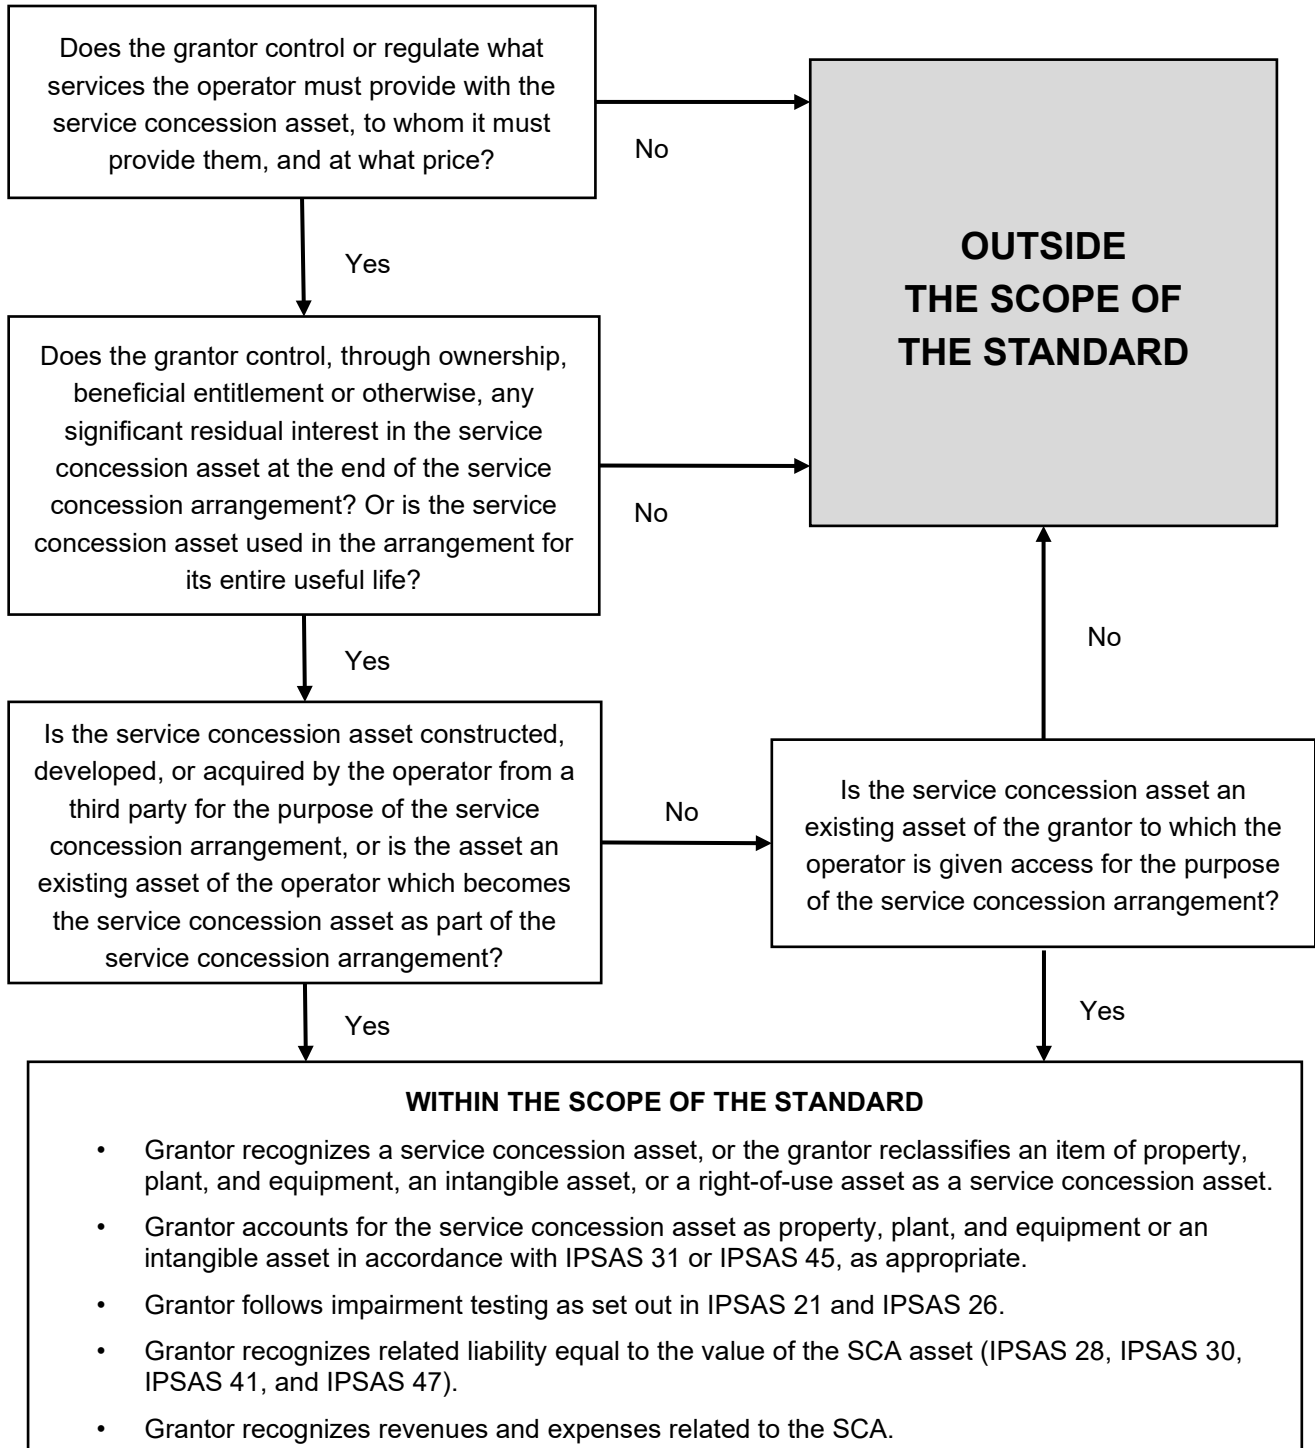 Does the grantor control or regulate what
services the operator must provide with the
service concession asset, to whom it must
provide them, and at what price?
No
OUTSIDE
THE SCOPE OF
THE STANDARD
Yes
Does the grantor control, through ownership,
beneficial entitlement or otherwise, any
significant residual interest in the service
concession asset at the end of the service
concession arrangement? Or is the service
concession asset used in the arrangement for
its entire useful life?
No
Yes
No
Is the service concession asset constructed,
developed, or acquired by the operator from a
third party for the purpose of the service
concession arrangement, or is the asset an
existing asset of the operator which becomes
the service concession asset as part of the
service concession arrangement?
No
Is the service concession asset an
existing asset of the grantor to which the
operator is given access for the purpose
of the service concession arrangement?
Yes
Yes
WITHIN THE SCOPE OF THE STANDARD
• Grantor recognizes a service concession asset, or the grantor reclassifies an item of property,
plant, and equipment, an intangible asset, or a right-of-use asset as a service concession asset.
• Grantor accounts for the service concession asset as property, plant, and equipment or an
intangible asset in accordance with IPSAS 31 or IPSAS 45, as appropriate.
• Grantor follows impairment testing as set out in IPSAS 21 and IPSAS 26.
• Grantor recognizes related liability equal to the value of the SCA asset (IPSAS 28, IPSAS 30,
IPSAS 41, and IPSAS 47).
• Grantor recognizes revenues and expenses related to the SCA.